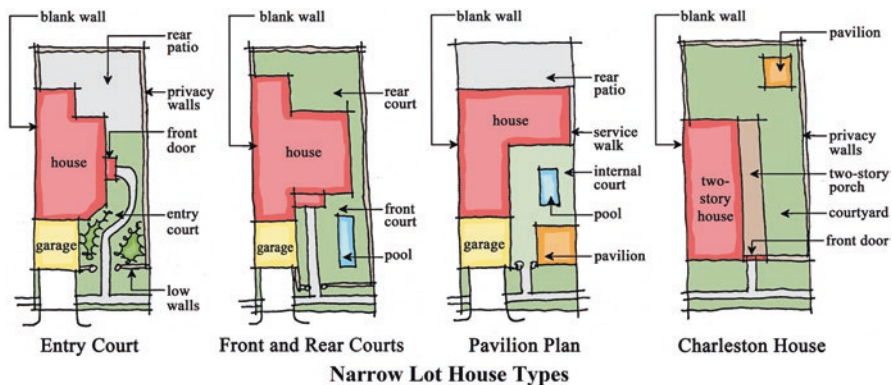 blank wall
rear
patio
privacy
walls
front
door
house
entry
court
garage
low
walls
Entry Court
blank wall
rear
court
house
front
court
garage
pool
Front and Rear Courts
blank wall
rear
patio
house
service
walk
internal
court
pool
garage
pavilion
Pavilion Plan
blank wall
pavilion
privacy
walls
two-story
porch
two-
story
house
courtyard
front door
Charleston House
Narrow Lot House Types